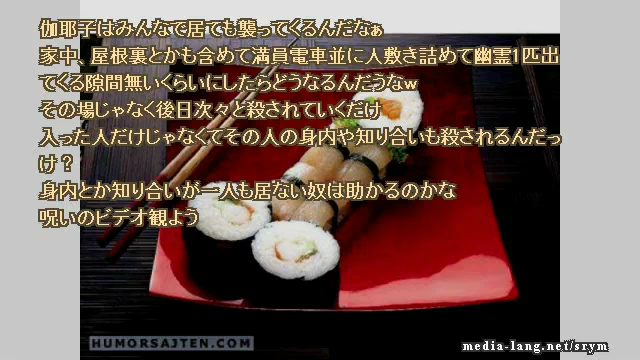 伽耶子はみんなで居ても襲ってくるんだなぁ
家中、屋根裏とかも含めて満員電車並に人敷き詰めて幽霊1匹出
てくる隙間無いくらいにしたらどうなるんだうなw
その場じゃなく後日次々と殺されていくだけ
入った人だけじゃなくてその人の身内や知り合いも殺されるんだっ
け？
身内とか知り合いが一人も居ない奴は助かるのかな
呪いのビデオ観よう
HUMORSAJTEN.COM
media-lang.net/srym